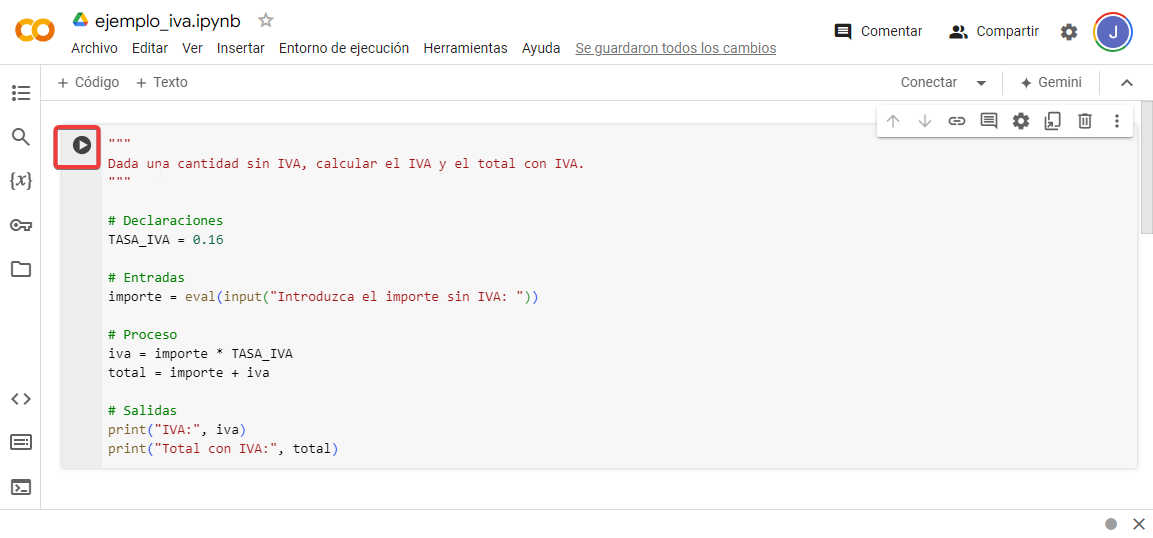 ejemplo_iva.ipynb
Archivo Editar Ver Insertar Entorno de ejecución Herramientas Ayuda Se guardaron todos los cambios
Comentar Compartir J
+ Código + Texto
Conectar Gemini
"""
Dada una cantidad sin IVA, calcular el IVA y el total con IVA.
"""
# Declaraciones
TASA_IVA = 0.16
# Entradas
importe = eval(input("Introduzca el importe sin IVA: "))
# Proceso
iva = importe * TASA_IVA
total = importe + iva
# Salidas
print("IVA:", iva)
print("Total con IVA:", total)
{x}